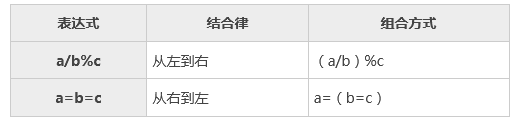 表达式 结合律 组合方式
a/b%c 从左到右 （a/b）%c
a=b=c 从右到左 a=（b=c）